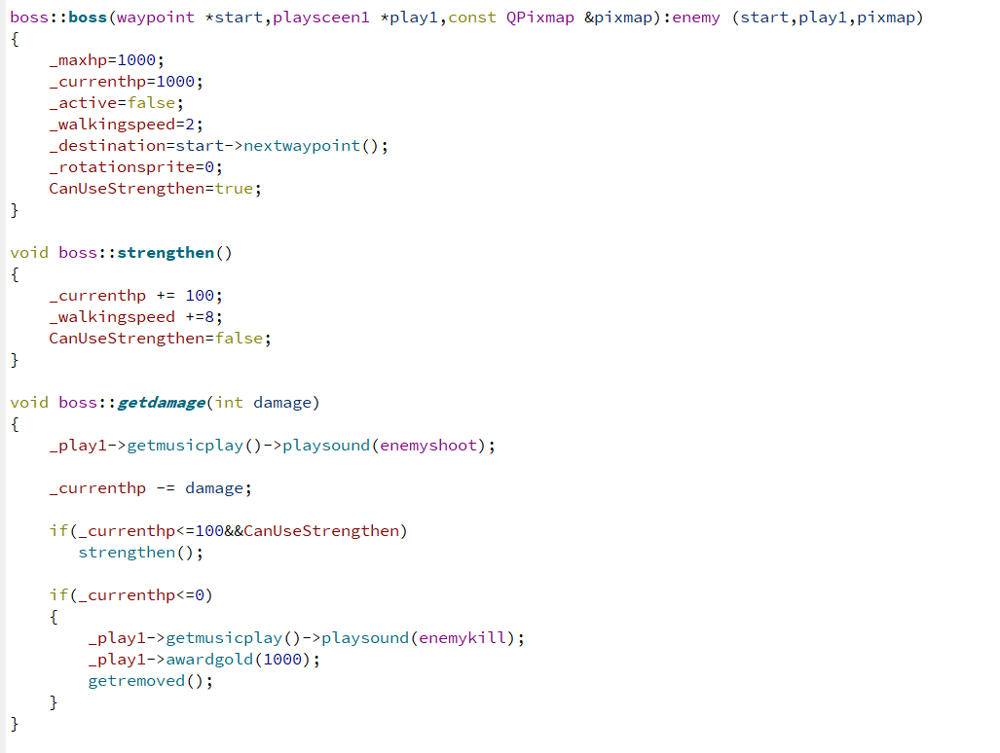 boss::boss(waypoint *start,playsceen1 *play1,const QPixmap &pixmap):enemy (start,play1,pixmap)
{
    _maxhp=1000;
    _currenthp=1000;
    _active=false;
    _walkingspeed=2;
    _destination=start->nextwaypoint();
    _rotationsprite=0;
    CanUseStrengthen=true;
}

void boss::strengthen()
{
    _currenthp += 100;
    _walkingspeed +=8;
    CanUseStrengthen=false;
}

void boss::getdamage(int damage)
{
    _play1->getmusicplay()->playsound(enemyshoot);

    _currenthp -= damage;

    if(_currenthp<=100&&CanUseStrengthen)
       strengthen();

    if(_currenthp<=0)
    {
        _play1->getmusicplay()->playsound(enemykill);
        _play1->awardgold(1000);
        getremoved();
    }
}